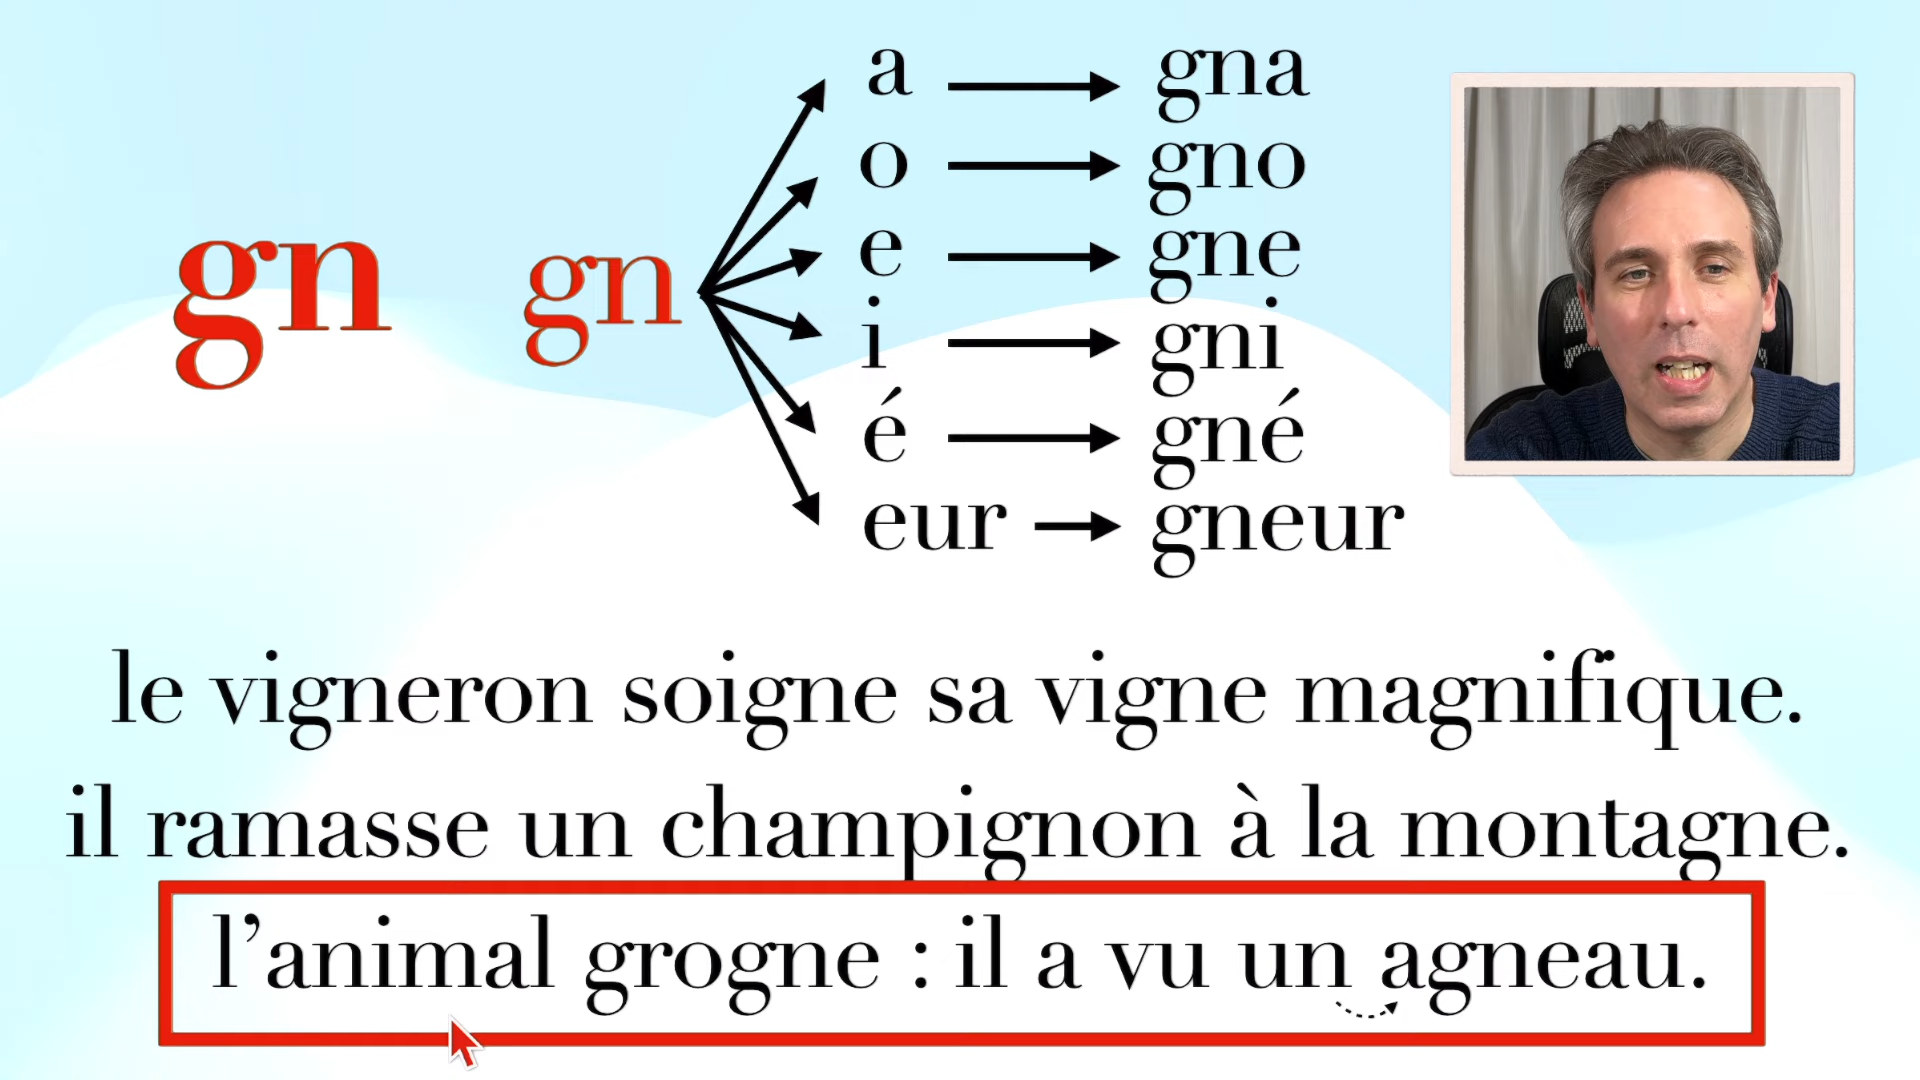 gn gn
a gna
o gno
e gne
i gni
é gné
eur gneur
le vigneron soigne sa vigne magnifique.
il ramasse un champignon à la montagne.
l’animal grogne : il a vu un agneau.